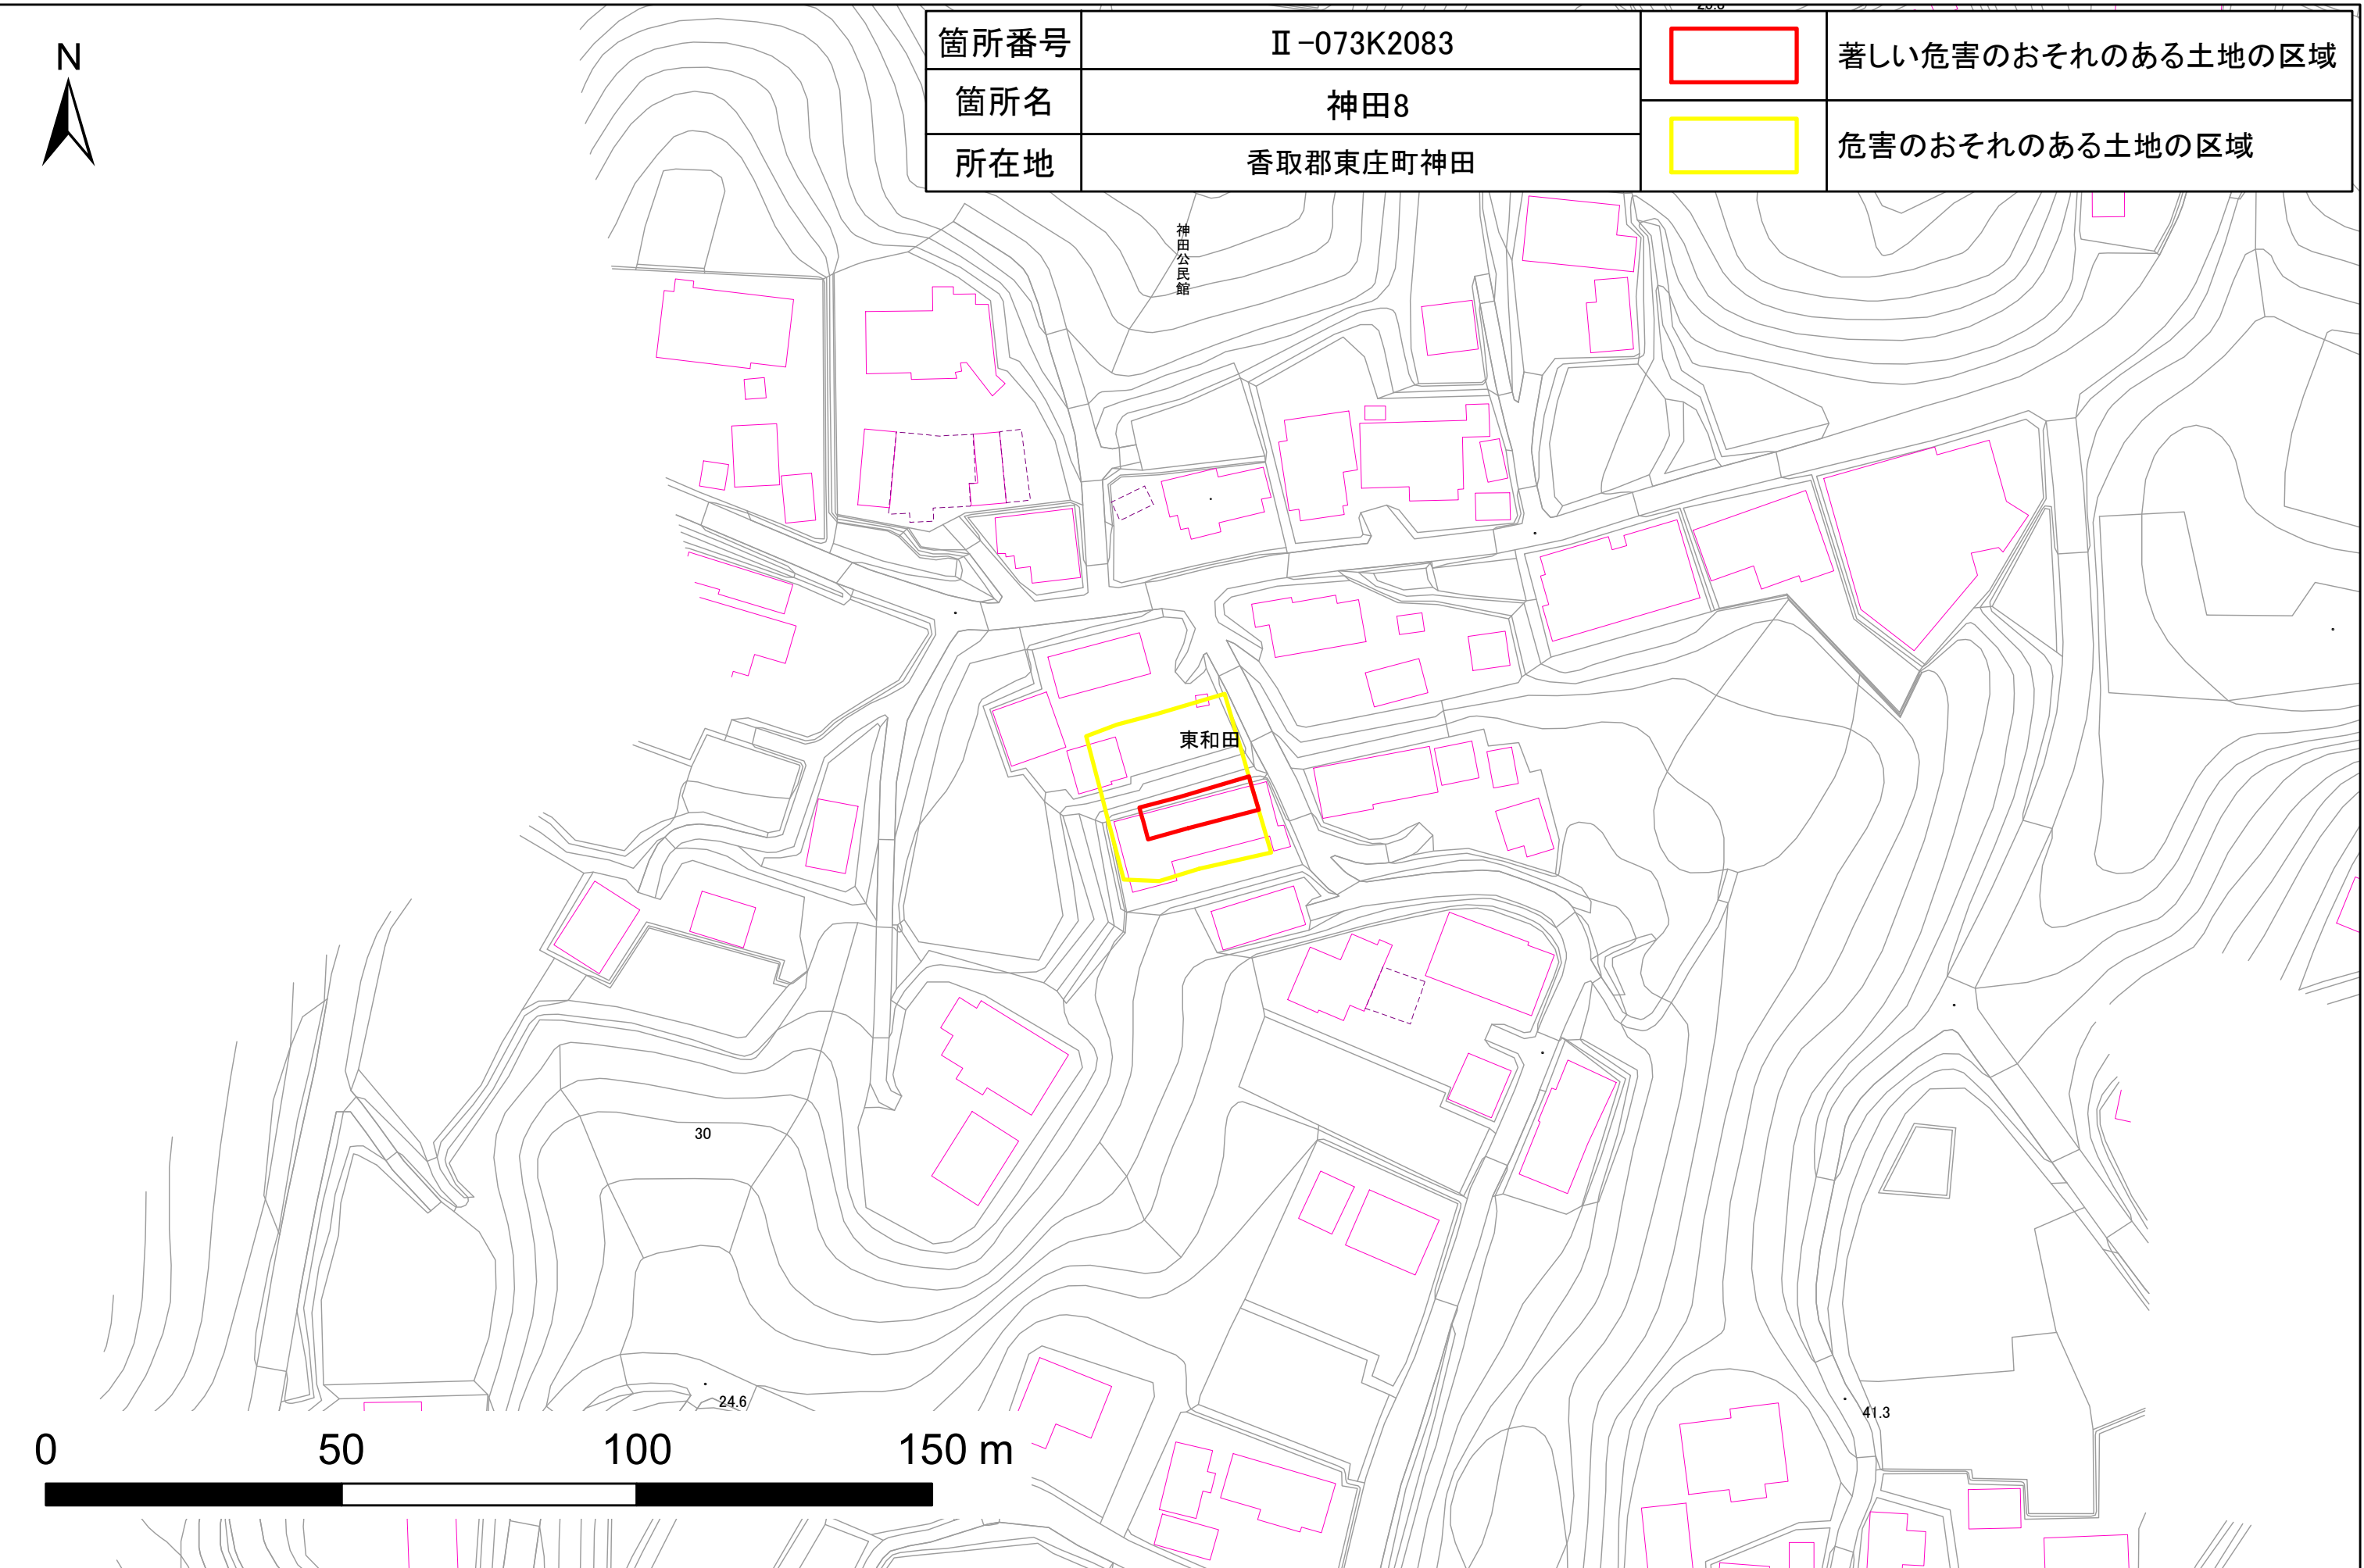 N
箇所番号 Ⅱ-073K2083
箇所名 神田8
所在地 香取郡東庄町神田
著しい危害のおそれのある土地の区域
危害のおそれのある土地の区域
神田公民館
東和田
30
24.6
41.3
0 50 100 150 m